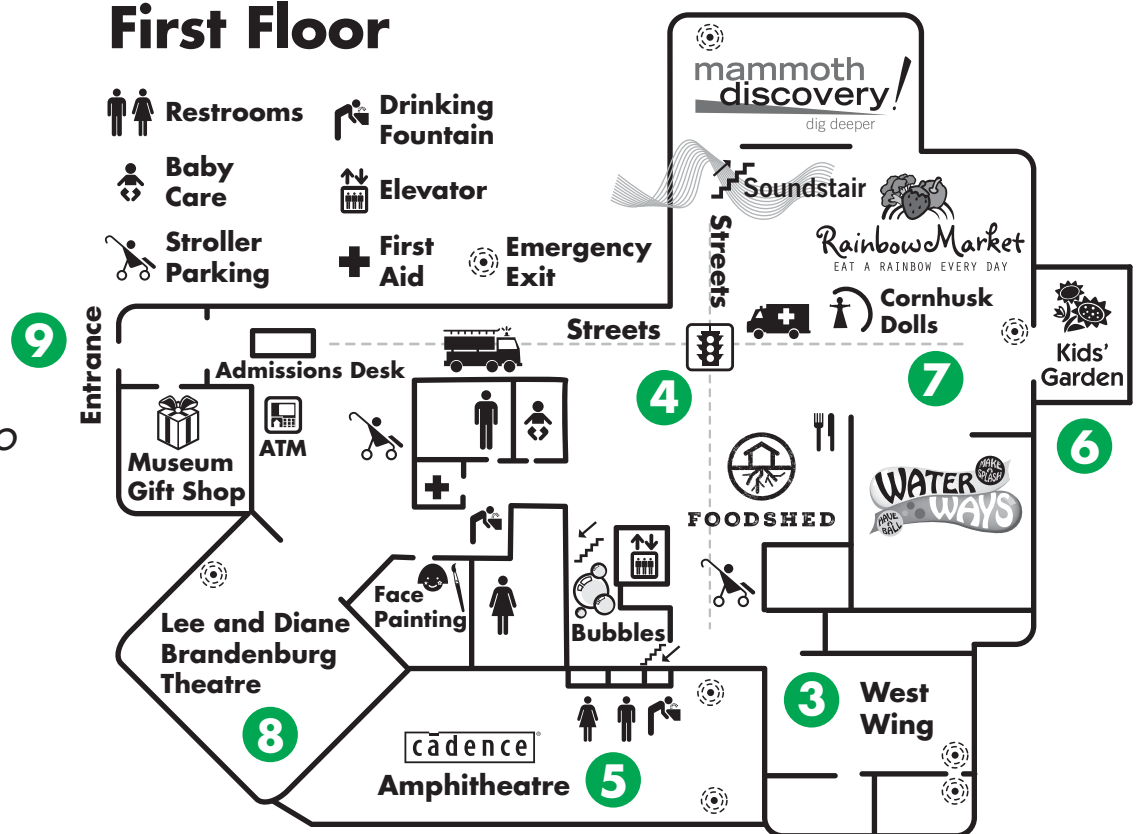 First Floor
Restrooms
Drinking
Fountain
Baby
Care
Elevator
Stroller
Parking
First
Aid
Emergency
Exit
mammoth
discovery!
dig deeper
Soundstair
Streets
RainbowMarket
EAT A RAINBOW EVERY DAY
Cornhusk
Dolls
Kids'
Garden
9
Entrance
Streets
Admissions Desk
4
7
6
o
ATM
Museum
Gift Shop
FOODSHED
MAKE
A
SPLASH
WATER
WAYS
HAVE
A
BALL
Face
Painting
Bubbles
Lee and Diane
Brandenburg
Theatre
8
3
West
Wing
cādence®
Amphitheatre
5